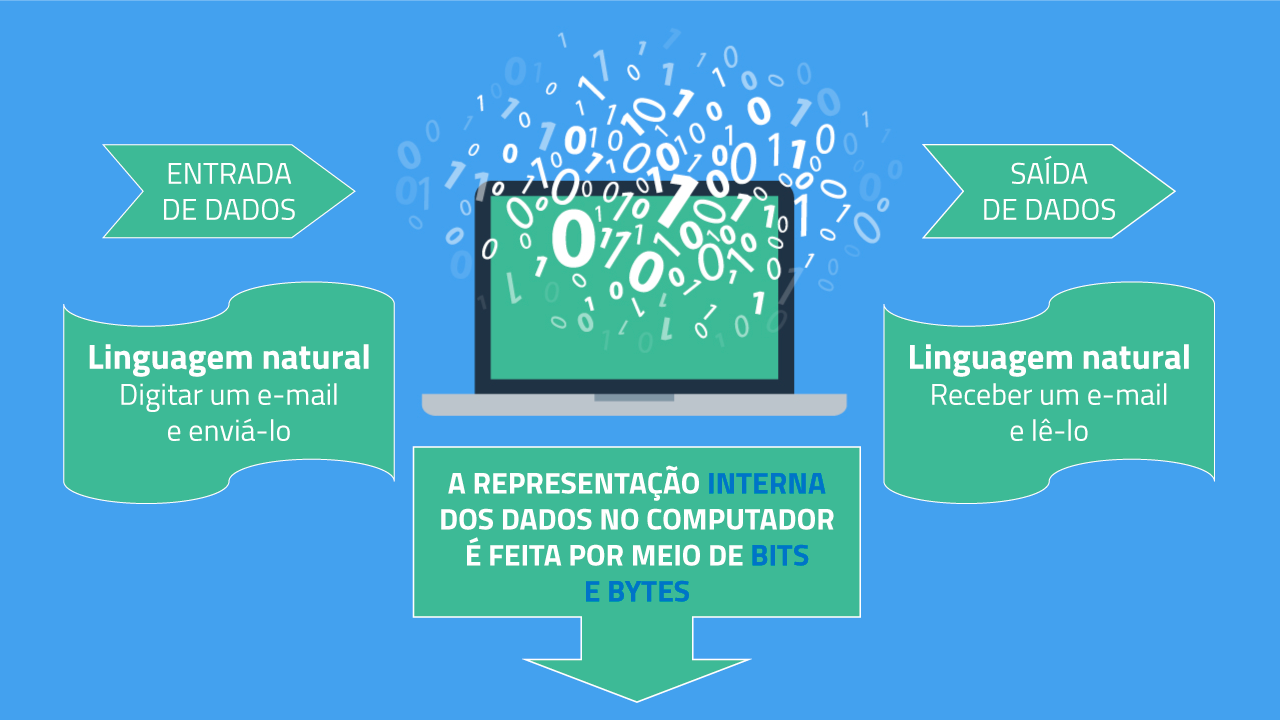 ENTRADA
DE DADOS
Linguagem natural
Digitar um e-mail
e enviá-lo
A REPRESENTAÇÃO INTERNA
DOS DADOS NO COMPUTADOR
É FEITA POR MEIO DE BITS
E BYTES
SAÍDA
DE DADOS
Linguagem natural
Receber um e-mail
e lê-lo